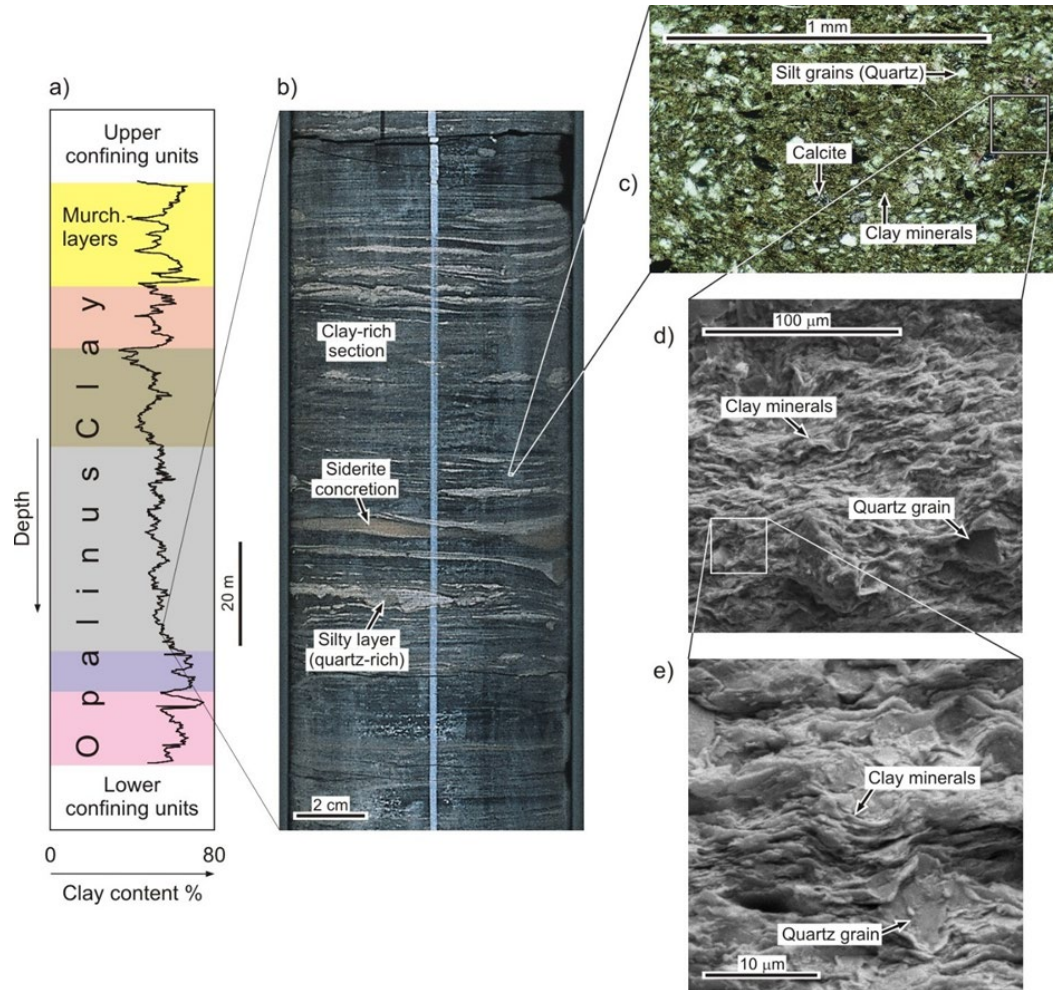 a)
Upper
confining units
Murch.
layers
Opalinus Clay
Lower
confining units
Depth
20 m
0
80
Clay content %
b)
Clay-rich
section
Siderite
concretion
Silty layer
(quartz-rich)
2 cm
c)
1 mm
Silt grains (Quartz)
Calcite
Clay minerals
d)
100 μm
Clay minerals
Quartz grain
e)
Clay minerals
Quartz grain
10 μm